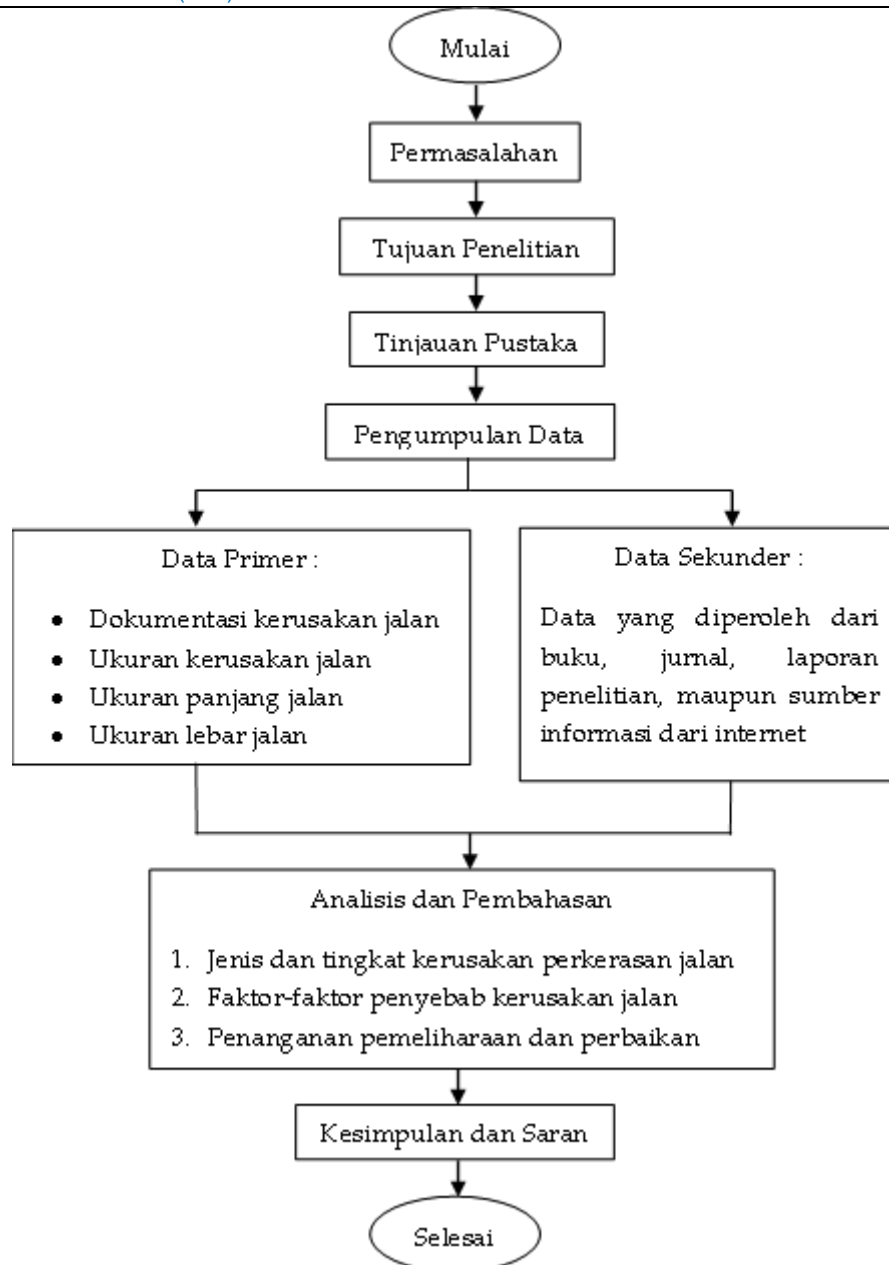 Mulai
Permasalahan
Tujuan Penelitian
Tinjauan Pustaka
Pengumpulan Data
Data Primer :
● Dokumentasi kerusakan jalan
● Ukuran kerusakan jalan
● Ukuran panjang jalan
● Ukuran lebar jalan
Data Sekunder :
Data yang diperoleh dari
buku, jurnal, laporan
penelitian, maupun sumber
informasi dari internet
Analisis dan Pembahasan
1. Jenis dan tingkat kerusakan perkerasan jalan
2. Faktor-faktor penyebab kerusakan jalan
3. Penanganan pemeliharaan dan perbaikan
Kesimpulan dan Saran
Selesai